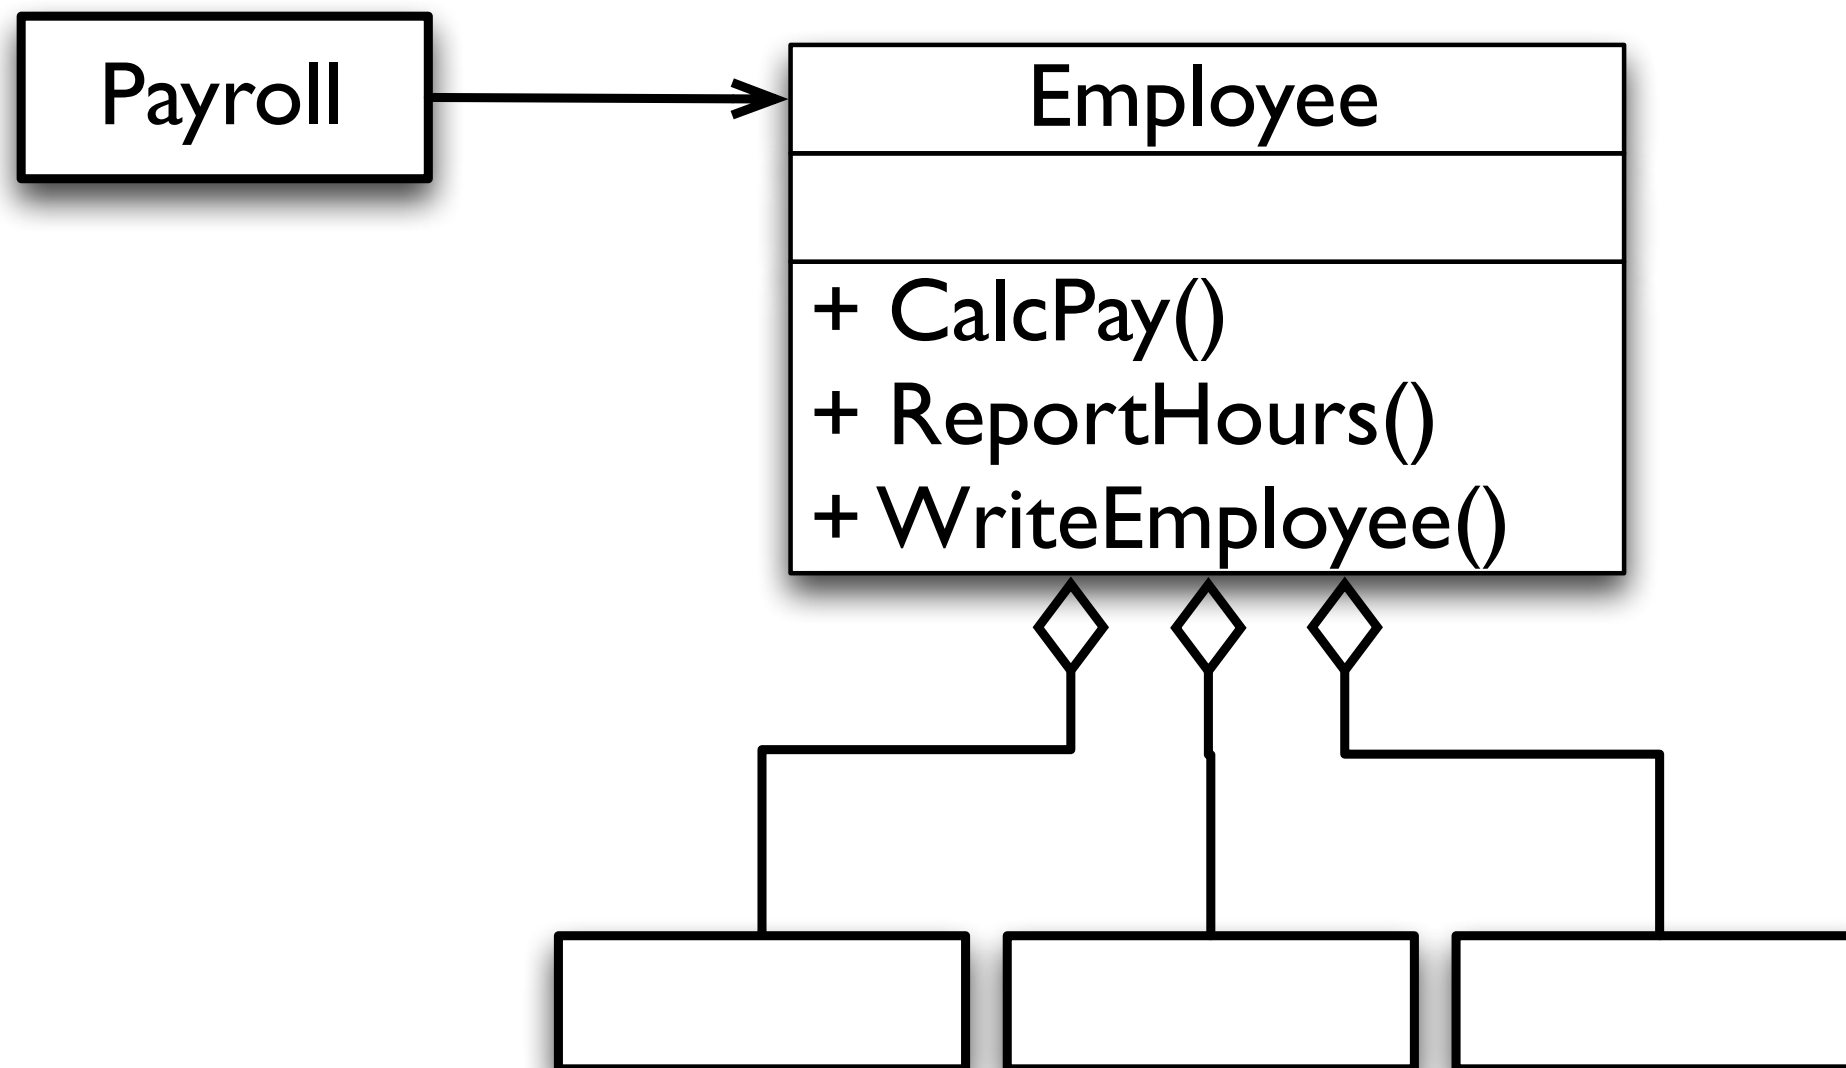 Payroll
Employee
+ CalcPay()
+ ReportHours()
+ WriteEmployee()